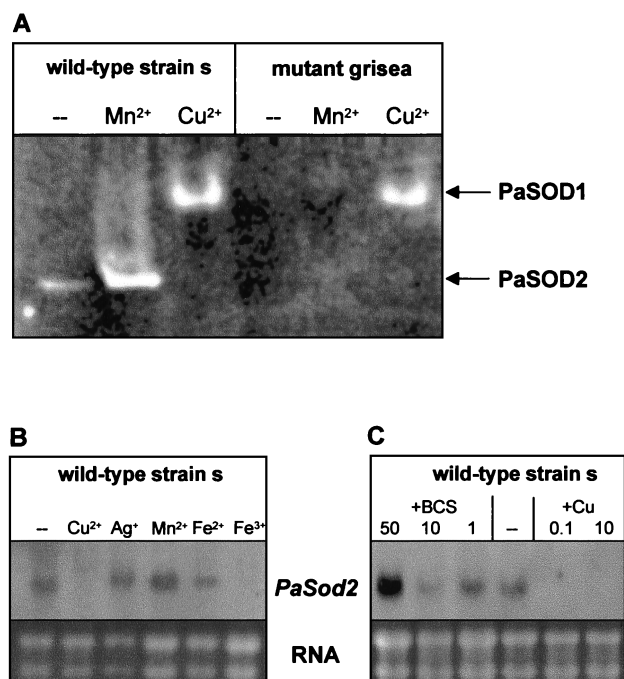 A
wild-type strain s mutant grisea
-- Mn²⁺ Cu²⁺ -- Mn²⁺ Cu²⁺
PaSOD1
PaSOD2
B
wild-type strain s
-- Cu²⁺ Ag⁺ Mn²⁺ Fe²⁺ Fe³⁺
C
wild-type strain s
+BCS +Cu
50 10 1 -- 0.1 10
PaSod2
RNA